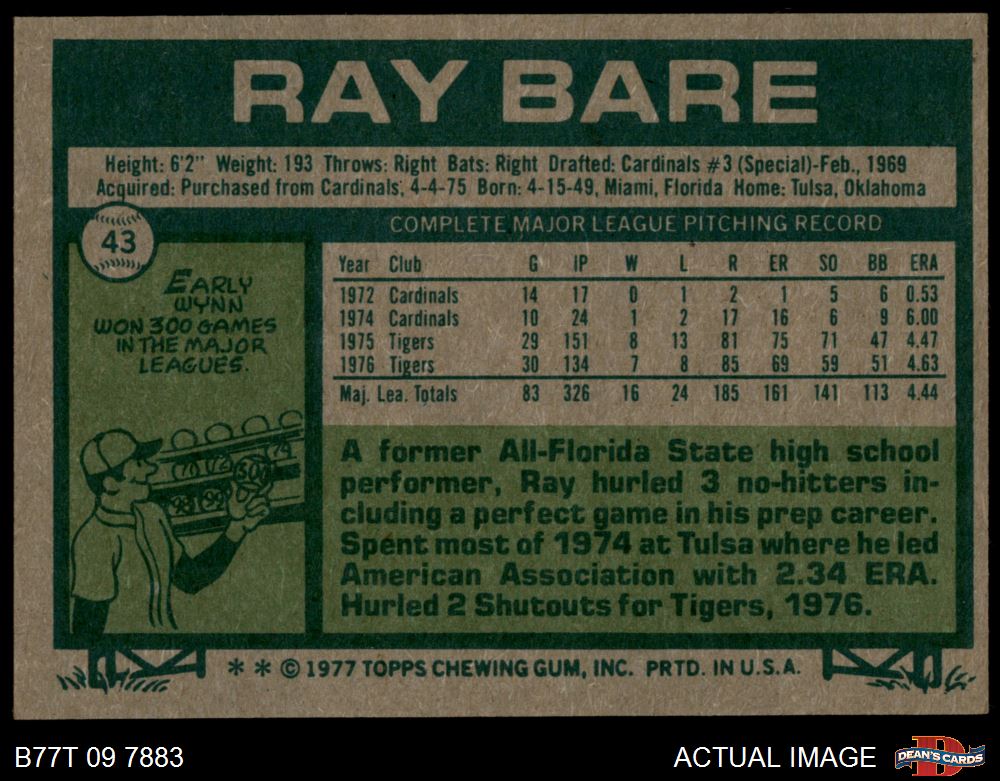 RAY BARE
Height: 6'2" Weight: 193 Throws: Right Bats: Right Drafted: Cardinals #3 (Special)-Feb., 1969
Acquired: Purchased from Cardinals, 4-4-75 Born: 4-15-49, Miami, Florida Home: Tulsa, Oklahoma
43
EARLY
WYNN
WON 300 GAMES
IN THE MAJOR
LEAGUES.
COMPLETE MAJOR LEAGUE PITCHING RECORD
Year Club G IP W L R ER SO BB ERA
1972 Cardinals 14 17 0 1 2 1 5 6 0.53
1974 Cardinals 10 24 1 2 17 16 6 9 6.00
1975 Tigers 29 151 8 13 81 75 71 47 4.47
1976 Tigers 30 134 7 8 85 69 59 51 4.63
Maj. Lea. Totals 83 326 16 24 185 161 141 113 4.44
A former All-Florida State high school
performer, Ray hurled 3 no-hitters in-
cluding a perfect game in his prep career.
Spent most of 1974 at Tulsa where he led
American Association with 2.34 ERA.
Hurled 2 Shutouts for Tigers, 1976.
300
98 99
* * © 1977 TOPPS CHEWING GUM, INC. PRTD. IN U.S.A.
B77T 09 7883
ACTUAL IMAGE
DEAN'S CARDS